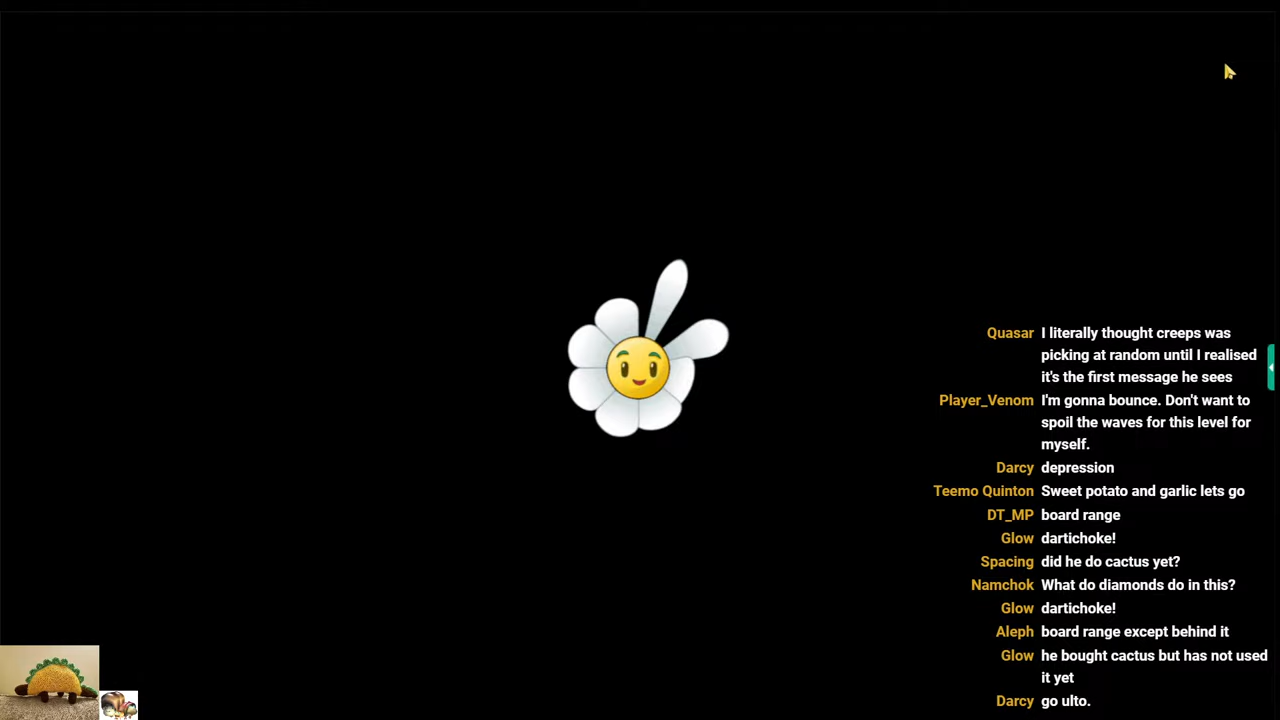 Quasar I literally thought creeps was
picking at random until I realised
it's the first message he sees
Player_Venom I'm gonna bounce. Don't want to
spoil the waves for this level for
myself.
Darcy depression
Teemo Quinton Sweet potato and garlic lets go
DT_MP board range
Glow dartichoke!
Spacing did he do cactus yet?
Namchok What do diamonds do in this?
Glow dartichoke!
Aleph board range except behind it
Glow he bought cactus but has not used
it yet
Darcy go ulto.